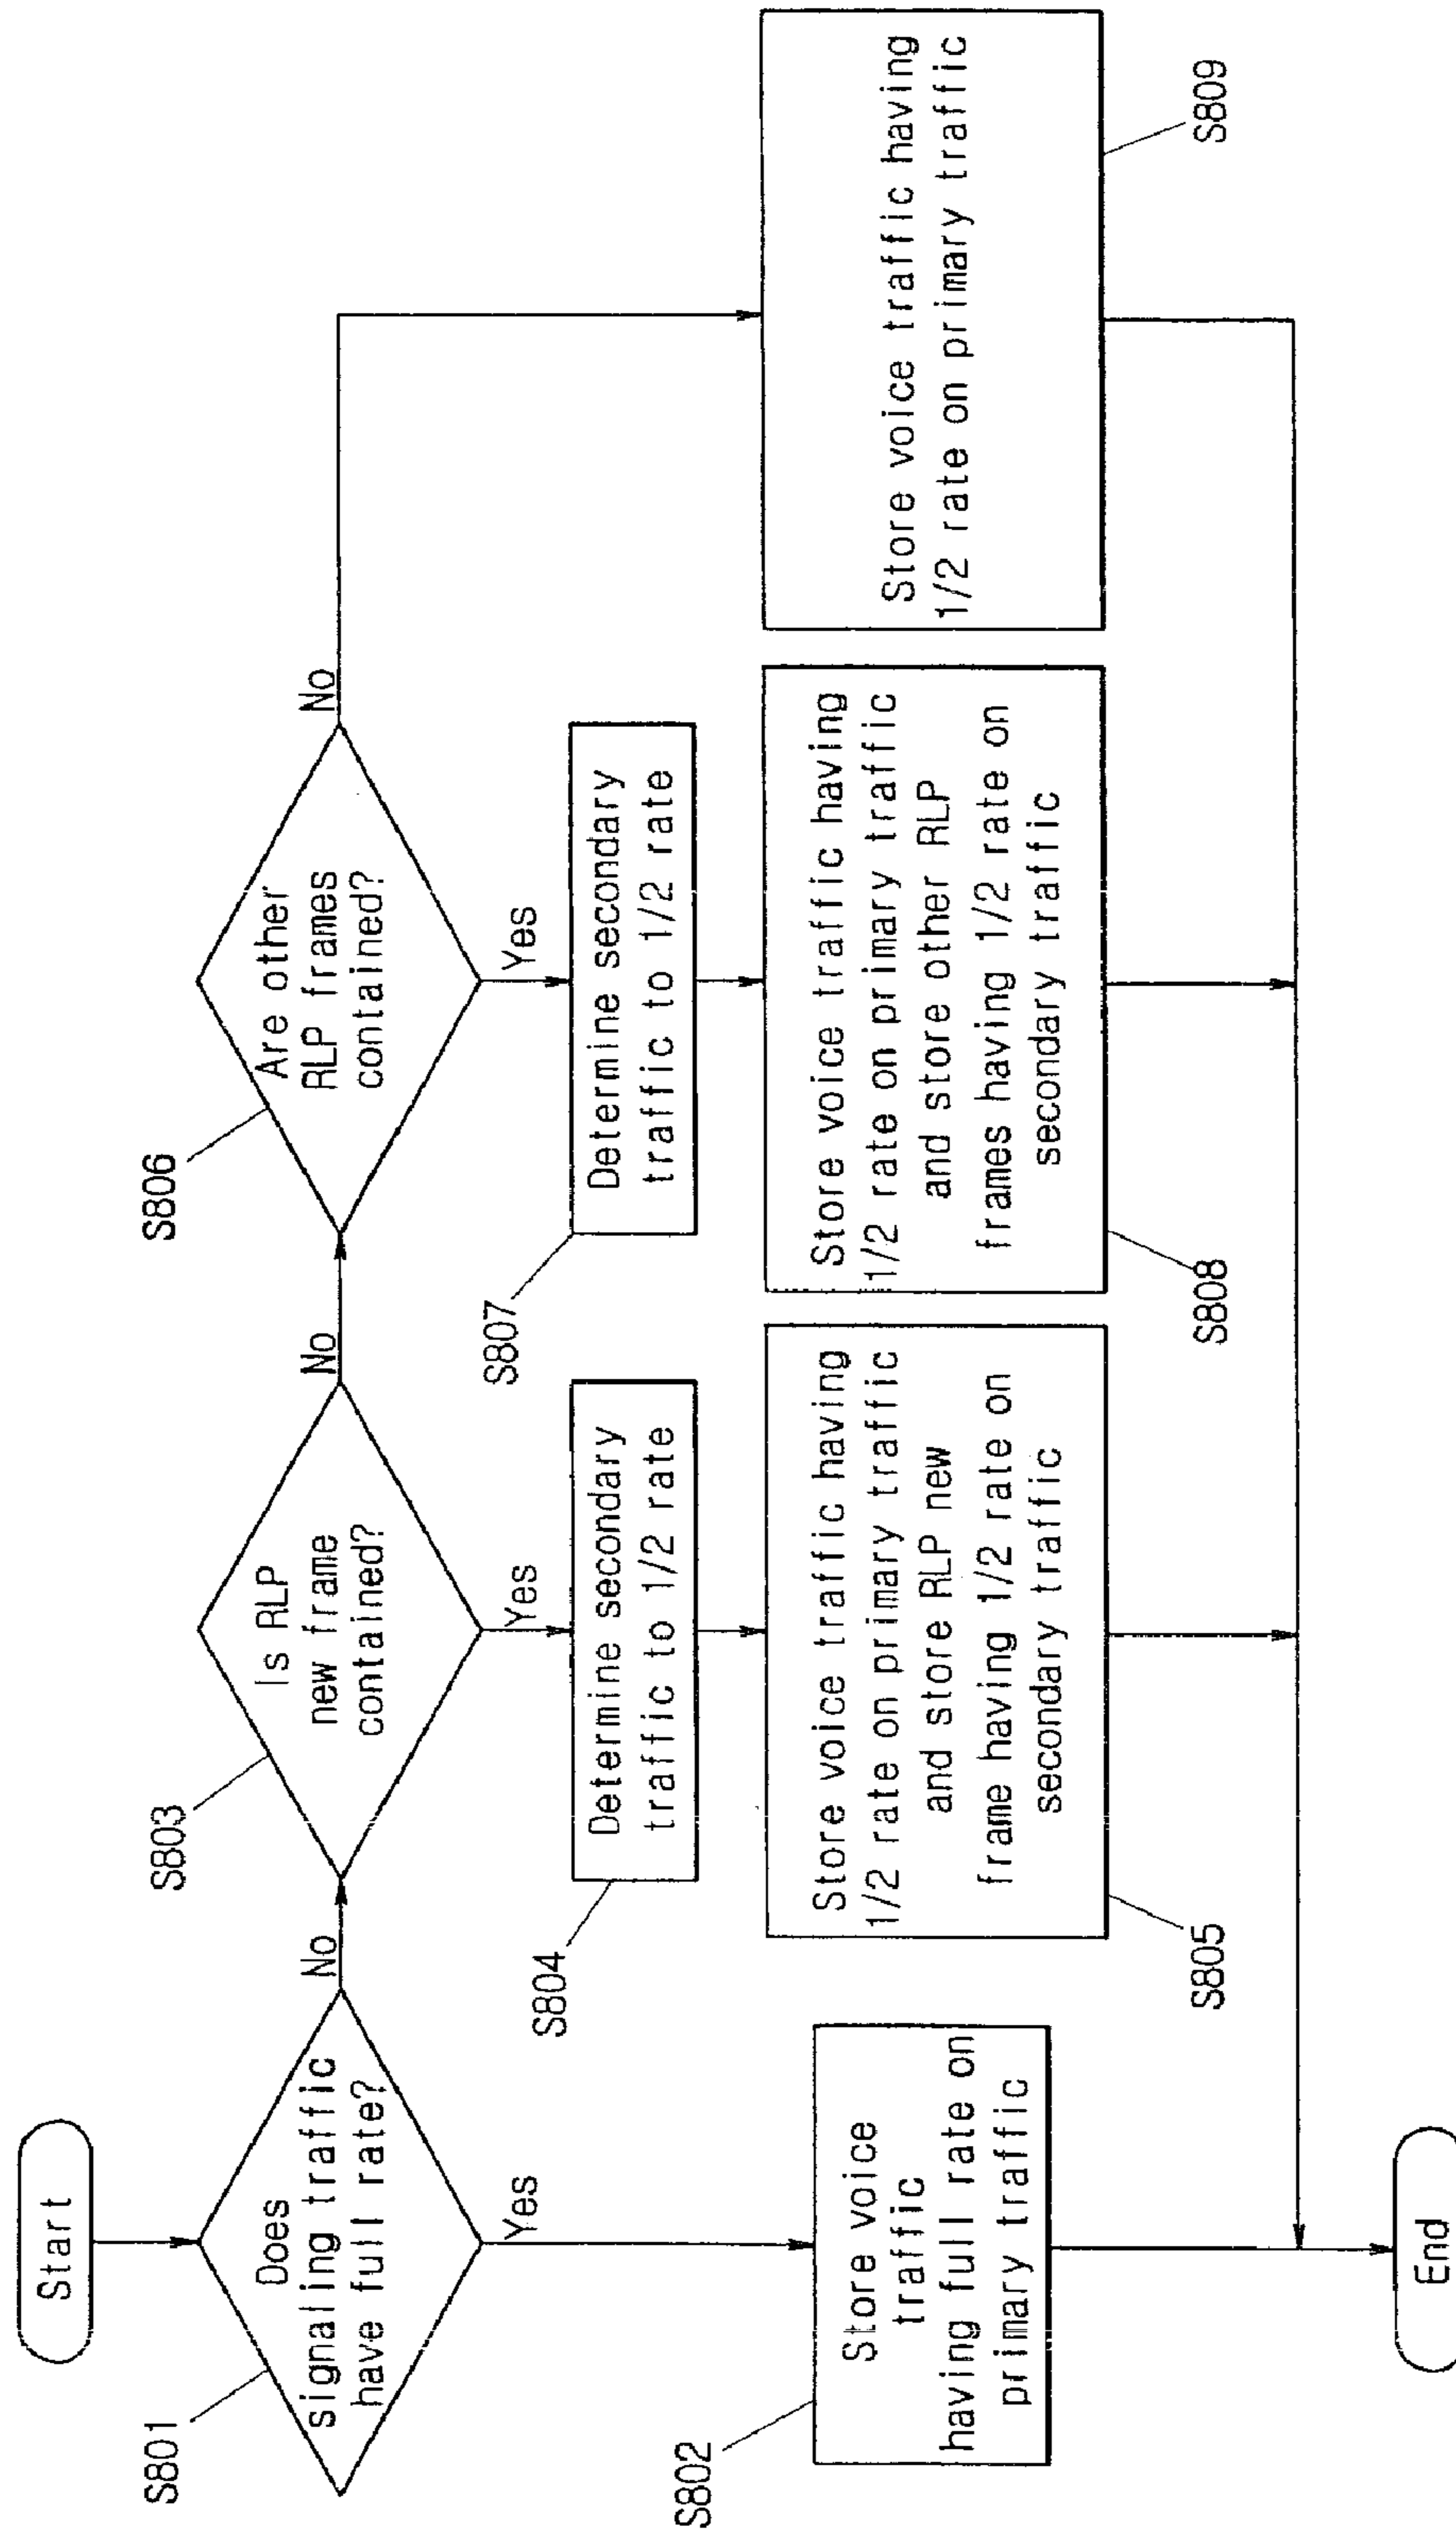 Start
S801
Does
signaling traffic
have full rate?
No
Yes
S802
Store voice
traffic
having full rate on
primary traffic
S803
Is RLP
new frame
contained?
No
Yes
S804
Determine secondary
traffic to 1/2 rate
Store voice traffic having
1/2 rate on primary traffic
and store RLP new
frame having 1/2 rate on
secondary traffic
S805
S806
Are other
RLP frames
contained?
No
Yes
S807
Determine secondary
traffic to 1/2 rate
Store voice traffic having
1/2 rate on primary traffic
and store other RLP
frames having 1/2 rate on
secondary traffic
S808
Store voice traffic having
1/2 rate on primary traffic
S809
End